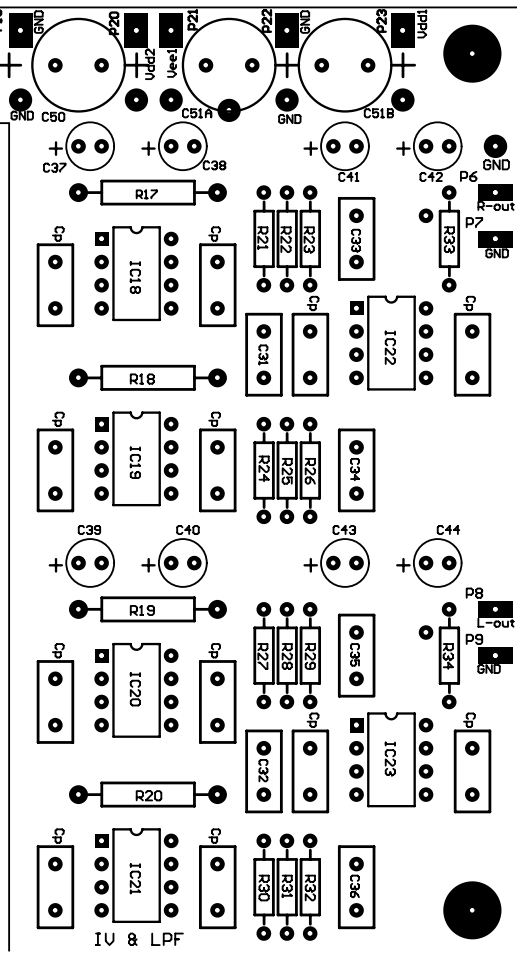 GND P20 P21 P22 GND P23 Vdd1
Vdd2 Vee1
GND C50 C51A GND C51B
C37 C38 C41 C42 GND
P6
R-out
R17
P7
GND
Cp IC18 Cp R21 R22 R23 C33 R33
Cp IC22 Cp
C31
R18
Cp IC19 Cp R24 R25 R26 C34
C39 C40 C43 C44
P8
L-out
R19
P9
GND
Cp IC20 Cp R27 R28 R29 C35 R34
Cp IC23 Cp
C32
R20
Cp IC21 Cp R30 R31 R32 C36
IV & LPF